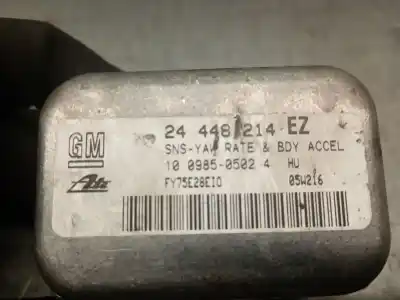 GM
24 448 214 EZ
SNS-YAW RATE & BDY ACCEL
10 0985-0502 4 HU
Ate
FY75E28EIO 05W216